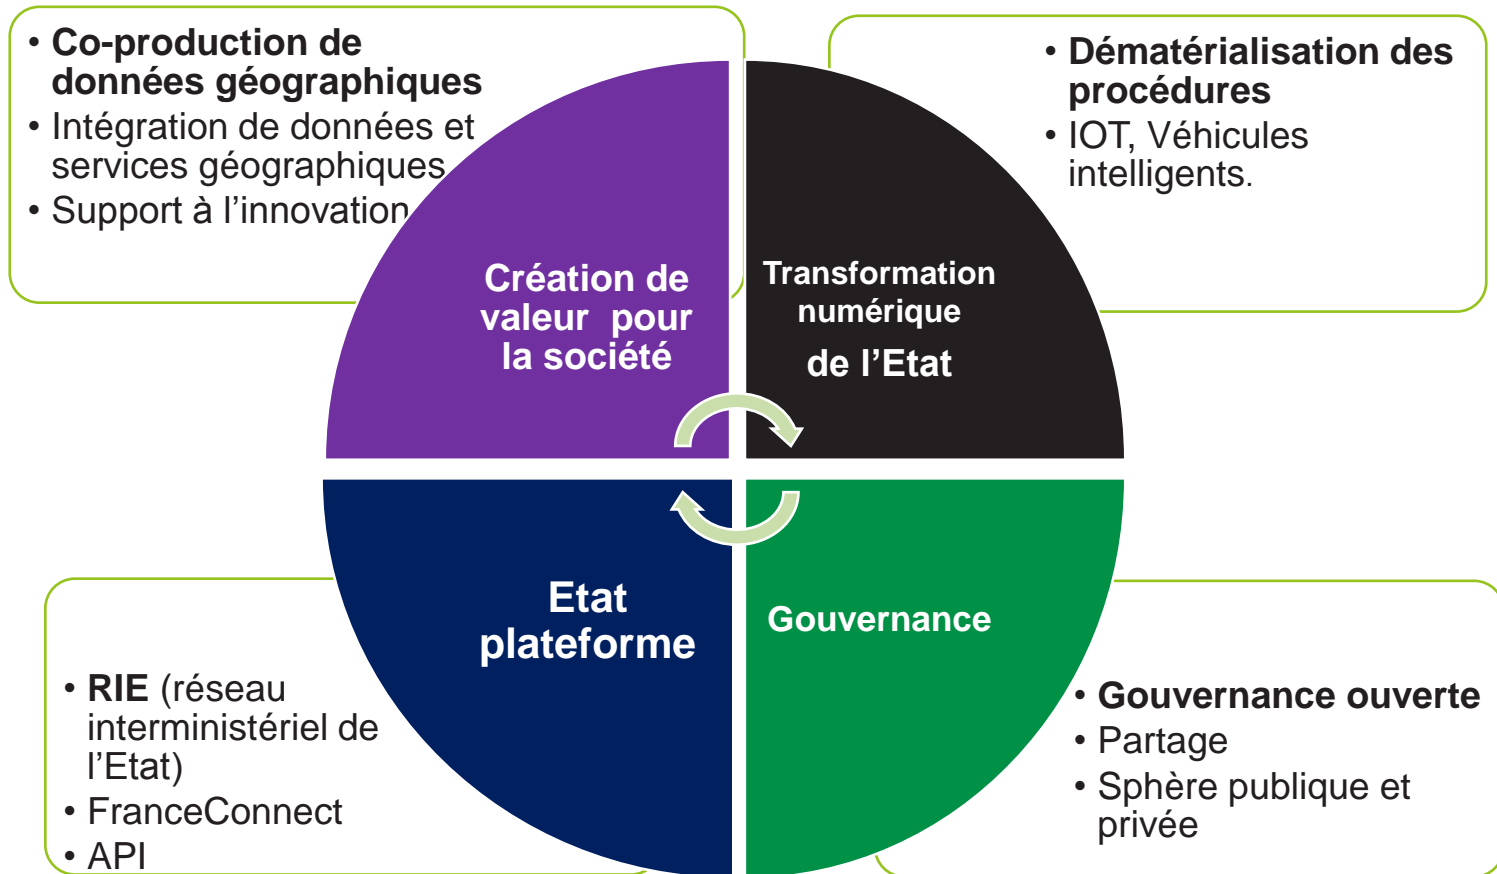 • Co-production de
données géographiques
• Intégration de données et
services géographiques
• Support à l’innovation
• Dématérialisation des
procédures
• IOT, Véhicules
intelligents.
Création de
valeur pour
la société
Transformation
numérique
de l’Etat
Etat
plateforme
Gouvernance
• RIE (réseau
interministériel de
l’Etat)
• FranceConnect
• API
• Gouvernance ouverte
• Partage
• Sphère publique et
privée